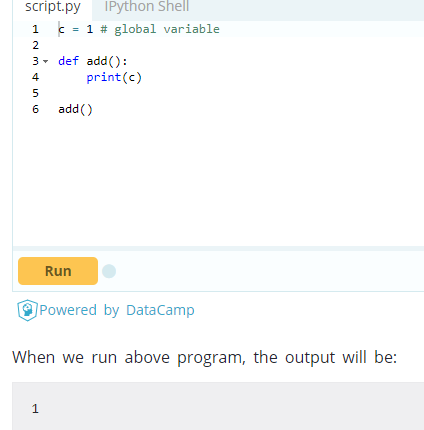 script.py IPython Shell
1 c = 1 # global variable
2
3 def add():
4     print(c)
5
6 add()
Run
Powered by DataCamp
When we run above program, the output will be:
1